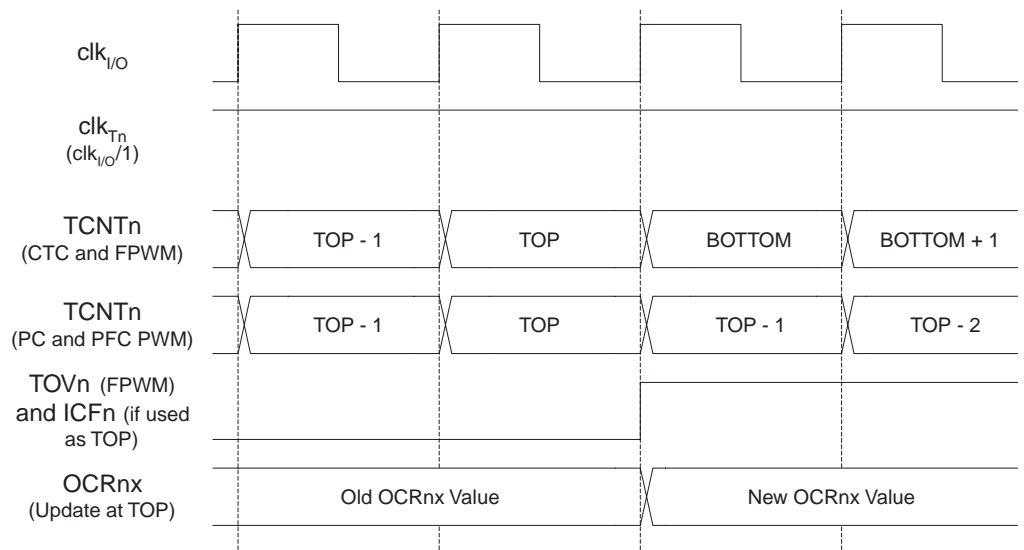 clkI/O
clkTn
(clkI/O/1)
TCNTn
(CTC and FPWM)
TOP - 1
TOP
BOTTOM
BOTTOM + 1
TCNTn
(PC and PFC PWM)
TOP - 1
TOP
TOP - 1
TOP - 2
TOVn (FPWM)
and ICFn (if used
as TOP)
OCRnx
(Update at TOP)
Old OCRnx Value
New OCRnx Value